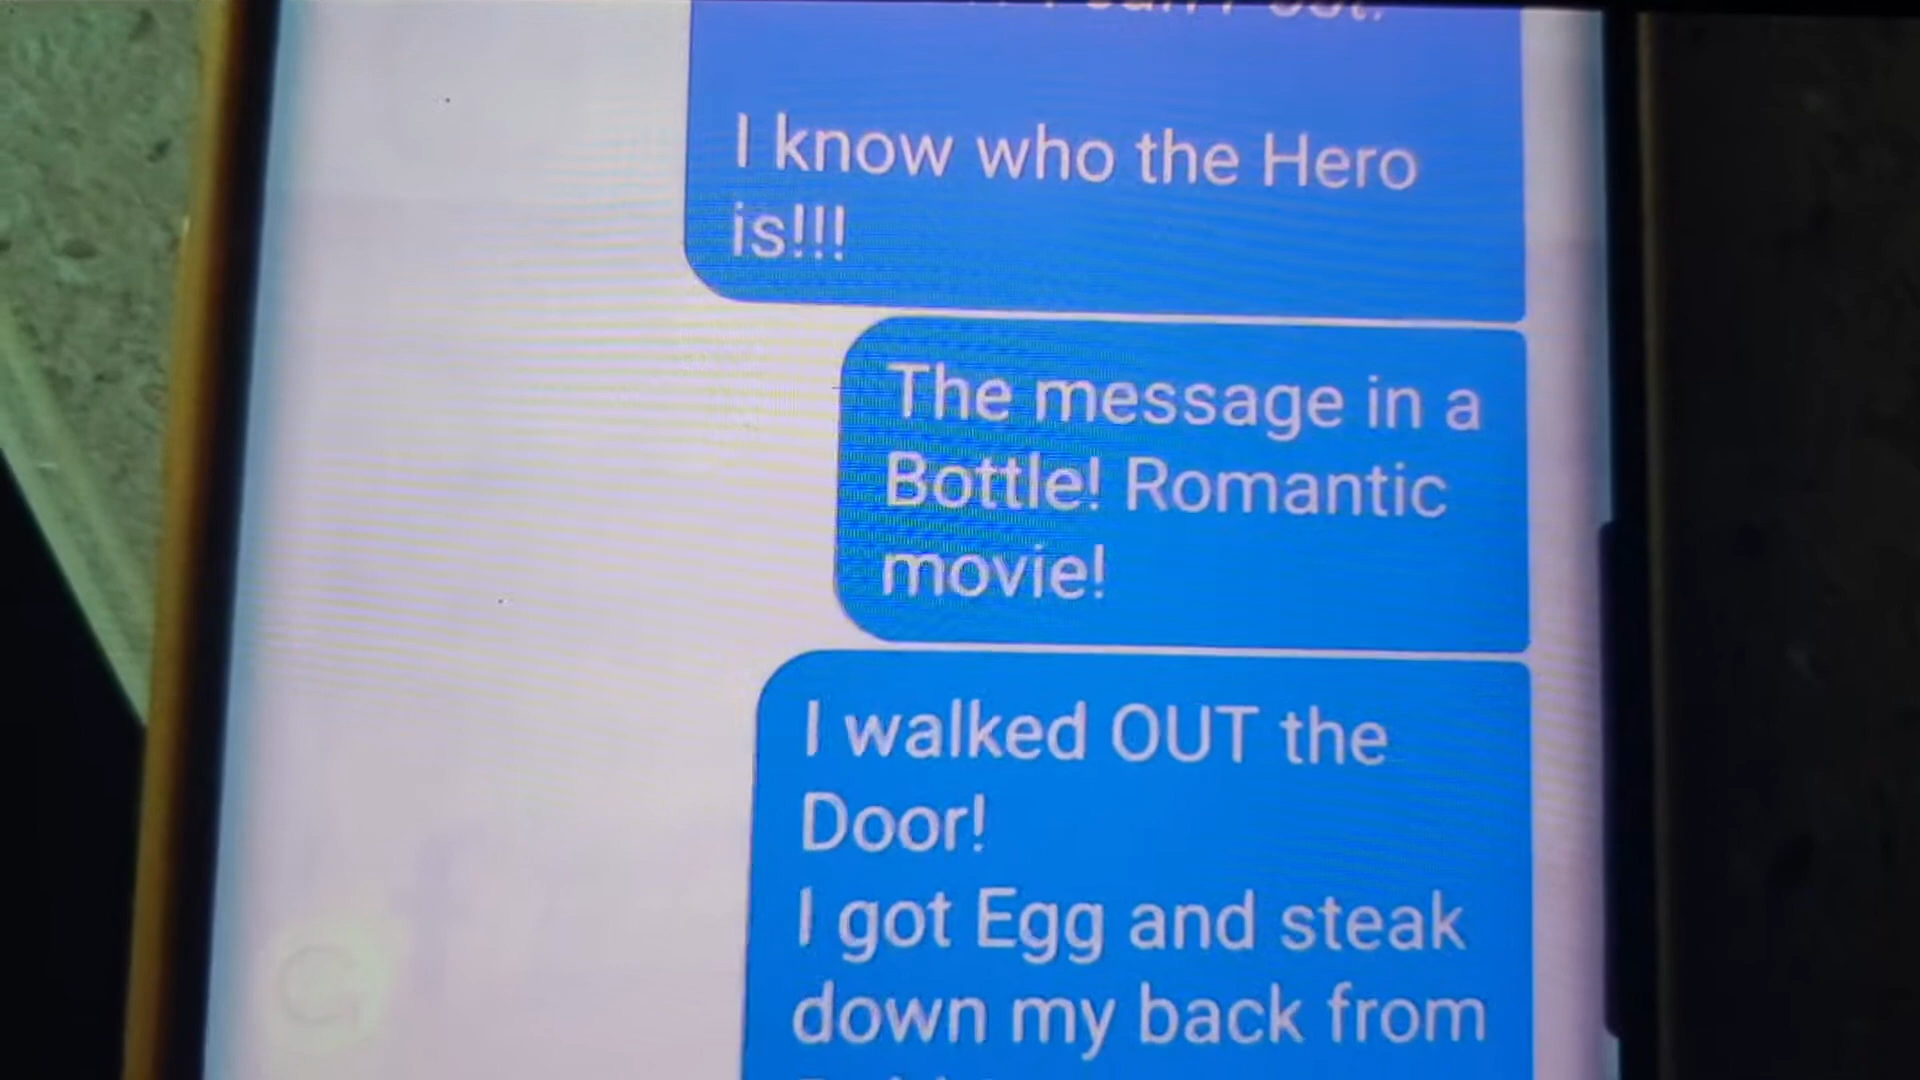 I know who the Hero
is!!!
The message in a
Bottle! Romantic
movie!
I walked OUT the
Door!
I got Egg and steak
down my back from